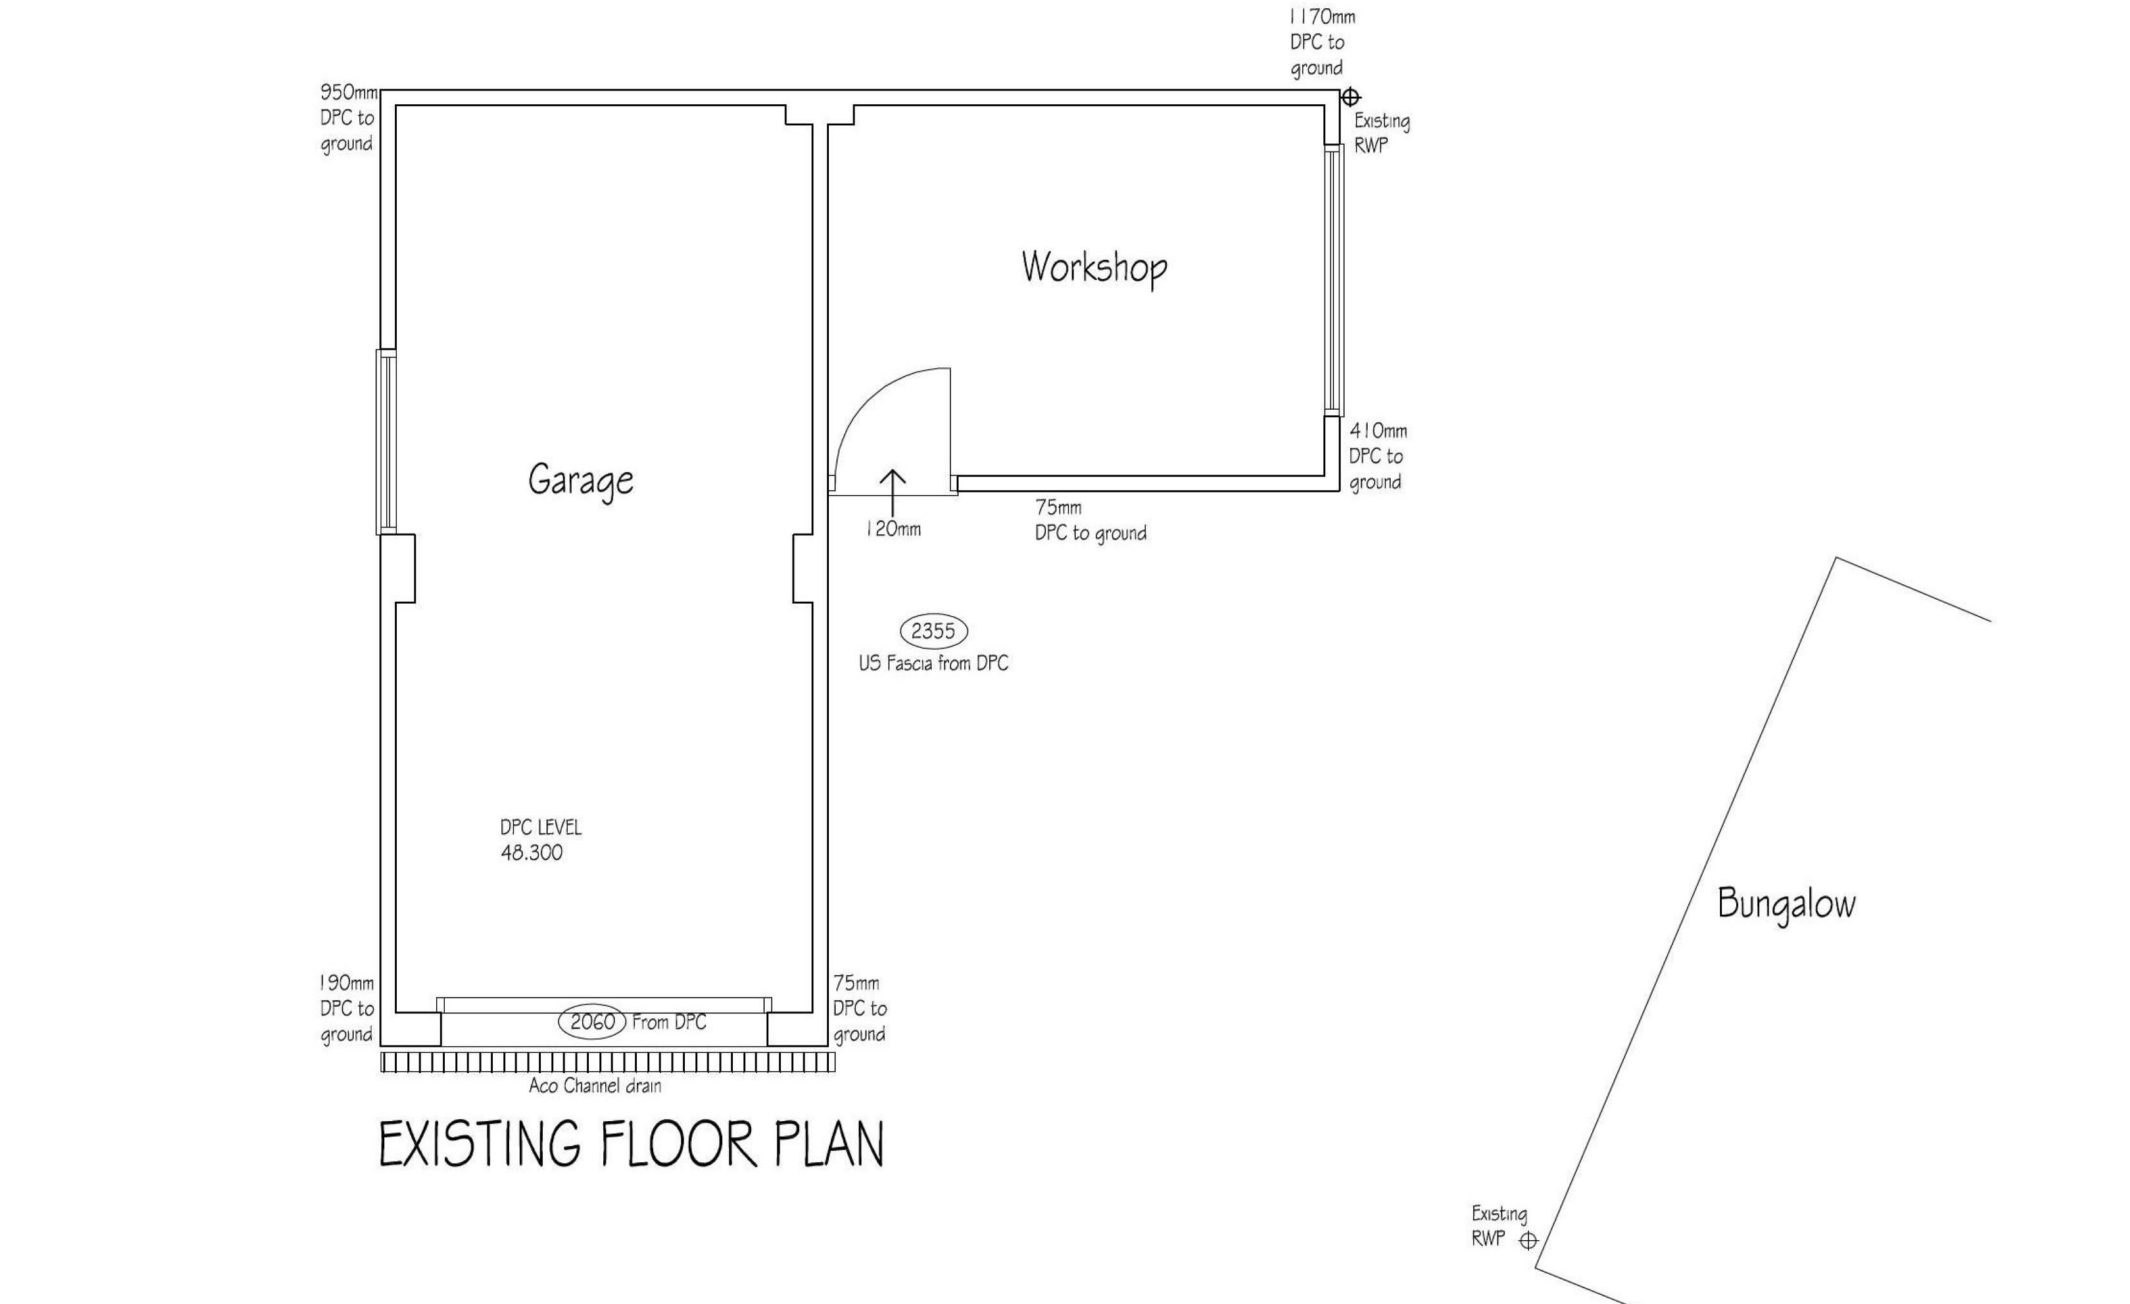 1170mm
DPC to
ground
950mm
DPC to
ground
Existing
RWP
Workshop
410mm
DPC to
ground
Garage
120mm
75mm
DPC to ground
2355
US Fascia from DPC
DPC LEVEL
48.300
Bungalow
190mm
DPC to
ground
75mm
DPC to
ground
2060 From DPC
Aco Channel drain
EXISTING FLOOR PLAN
Existing
RWP